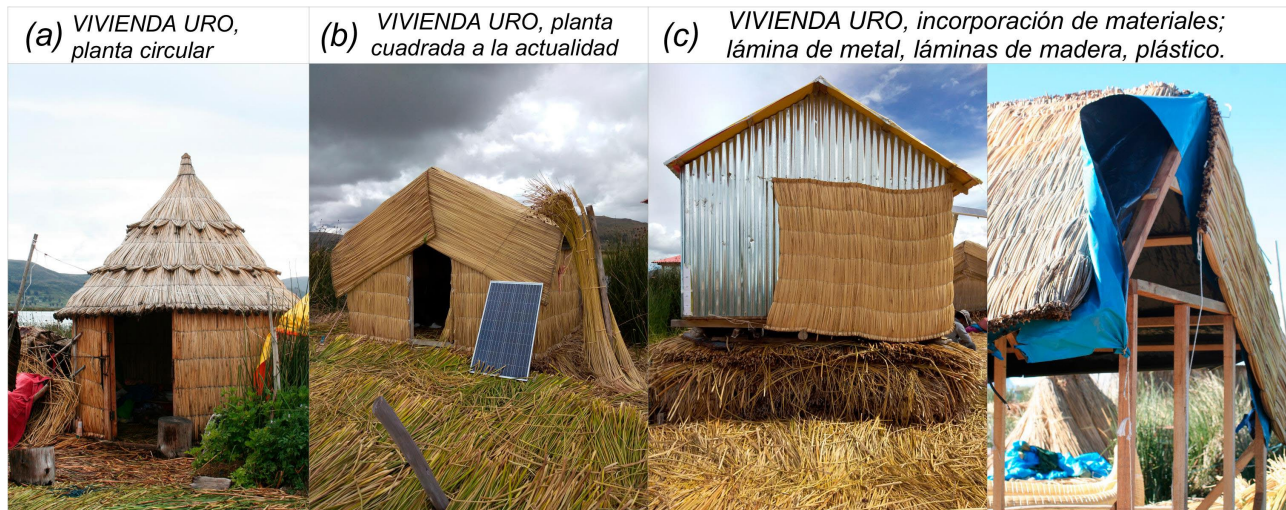 (a) VIVIENDA URO,
planta circular
(b) VIVIENDA URO, planta
cuadrada a la actualidad
(c) VIVIENDA URO, incorporación de materiales;
lámina de metal, láminas de madera, plástico.